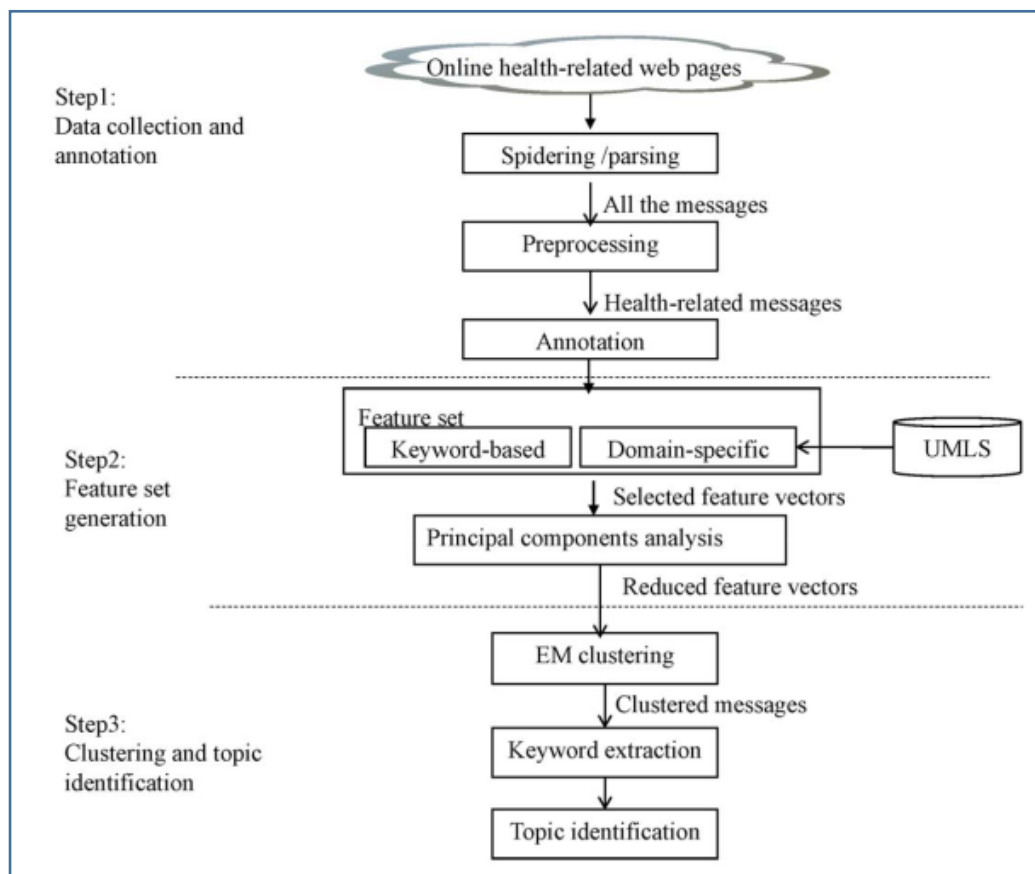 Online health-related web pages
Step1:
Data collection and
annotation
Spidering /parsing
All the messages
Preprocessing
Health-related messages
Annotation
Feature set
Keyword-based
Domain-specific
UMLS
Step2:
Feature set
generation
Selected feature vectors
Principal components analysis
Reduced feature vectors
EM clustering
Clustered messages
Step3:
Clustering and topic
identification
Keyword extraction
Topic identification